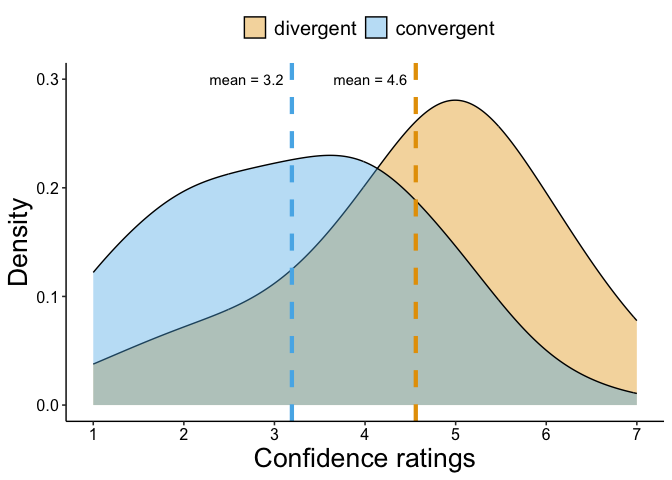 divergent convergent
mean = 3.2 mean = 4.6
0.3
0.2
0.1
0.0
Density
1 2 3 4 5 6 7
Confidence ratings